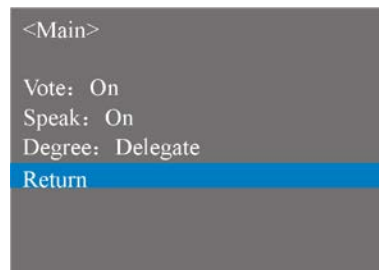 <Main>
Vote：On
Speak：On
Degree：Delegate
Return